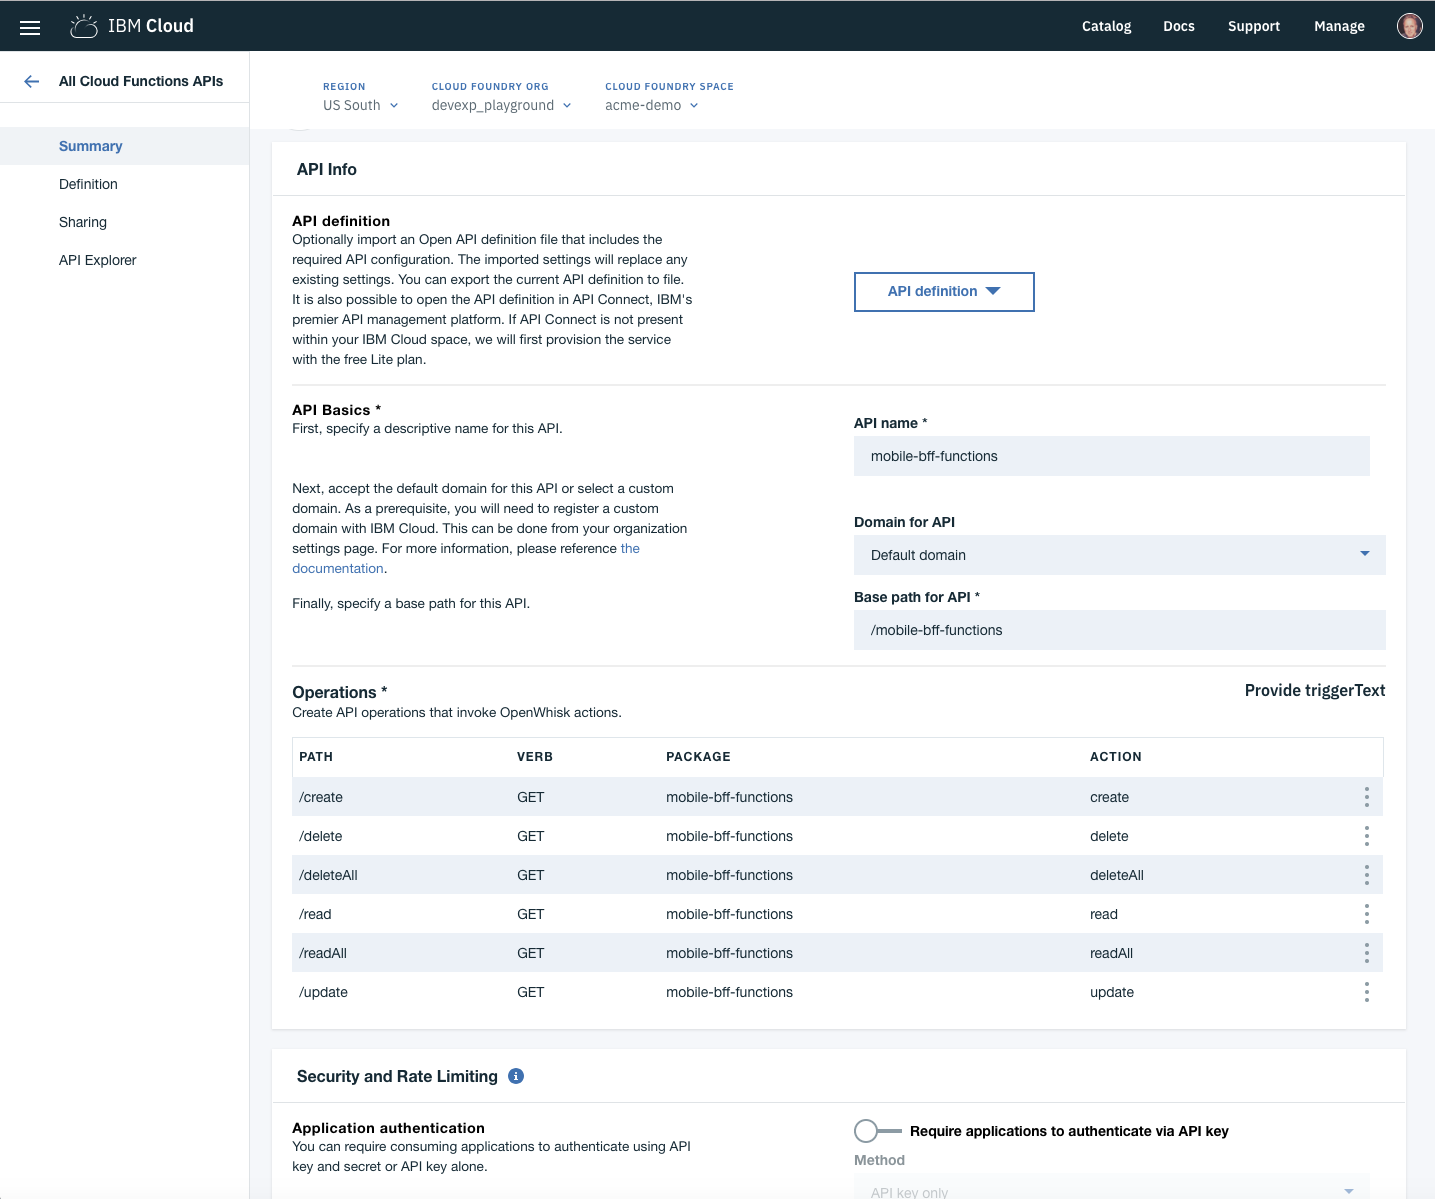 IBM Cloud
Catalog
Docs
Support
Manage
All Cloud Functions APIs
Summary
Definition
Sharing
API Explorer
REGION
US South
CLOUD FOUNDRY ORG
devexp_playground
CLOUD FOUNDRY SPACE
acme-demo
API Info
API definition
Optionally import an Open API definition file that includes the
required API configuration. The imported settings will replace any
existing settings. You can export the current API definition to file.
It is also possible to open the API definition in API Connect, IBM's
premier API management platform. If API Connect is not present
within your IBM Cloud space, we will first provision the service
with the free Lite plan.
API definition
API Basics *
First, specify a descriptive name for this API.
API name *
mobile-bff-functions
Next, accept the default domain for this API or select a custom
domain. As a prerequisite, you will need to register a custom
domain with IBM Cloud. This can be done from your organization
settings page. For more information, please reference the
documentation.
Domain for API
Default domain
Finally, specify a base path for this API.
Base path for API *
/mobile-bff-functions
Operations *
Create API operations that invoke OpenWhisk actions.
Provide triggerText
PATH VERB PACKAGE ACTION
/create GET mobile-bff-functions create
/delete GET mobile-bff-functions delete
/deleteAll GET mobile-bff-functions deleteAll
/read GET mobile-bff-functions read
/readAll GET mobile-bff-functions readAll
/update GET mobile-bff-functions update
Security and Rate Limiting
Application authentication
You can require consuming applications to authenticate using API
key and secret or API key alone.
Require applications to authenticate via API key
Method
API key only